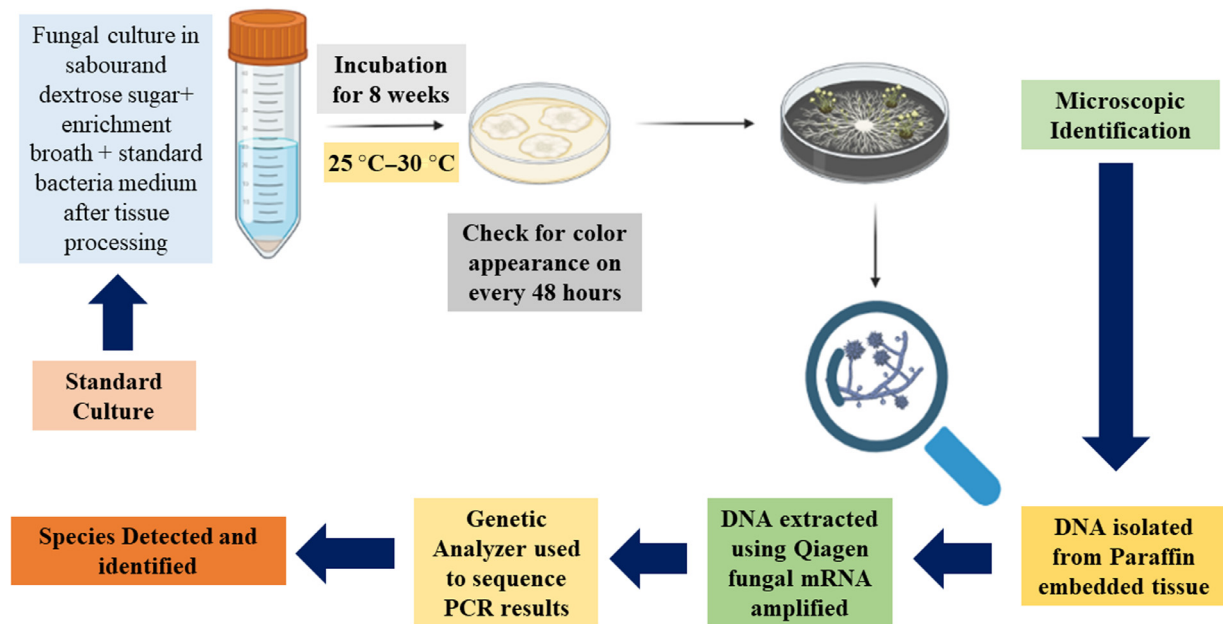 Fungal culture in
sabourand
dextrose sugar+
enrichment
broath + standard
bacteria medium
after tissue
processing
Incubation
for 8 weeks
25 °C–30 °C
Check for color
appearance on
every 48 hours
Microscopic
Identification
Standard
Culture
Species Detected and
identified
Genetic
Analyzer used
to sequence
PCR results
DNA extracted
using Qiagen
fungal mRNA
amplified
DNA isolated
from Paraffin
embedded tissue